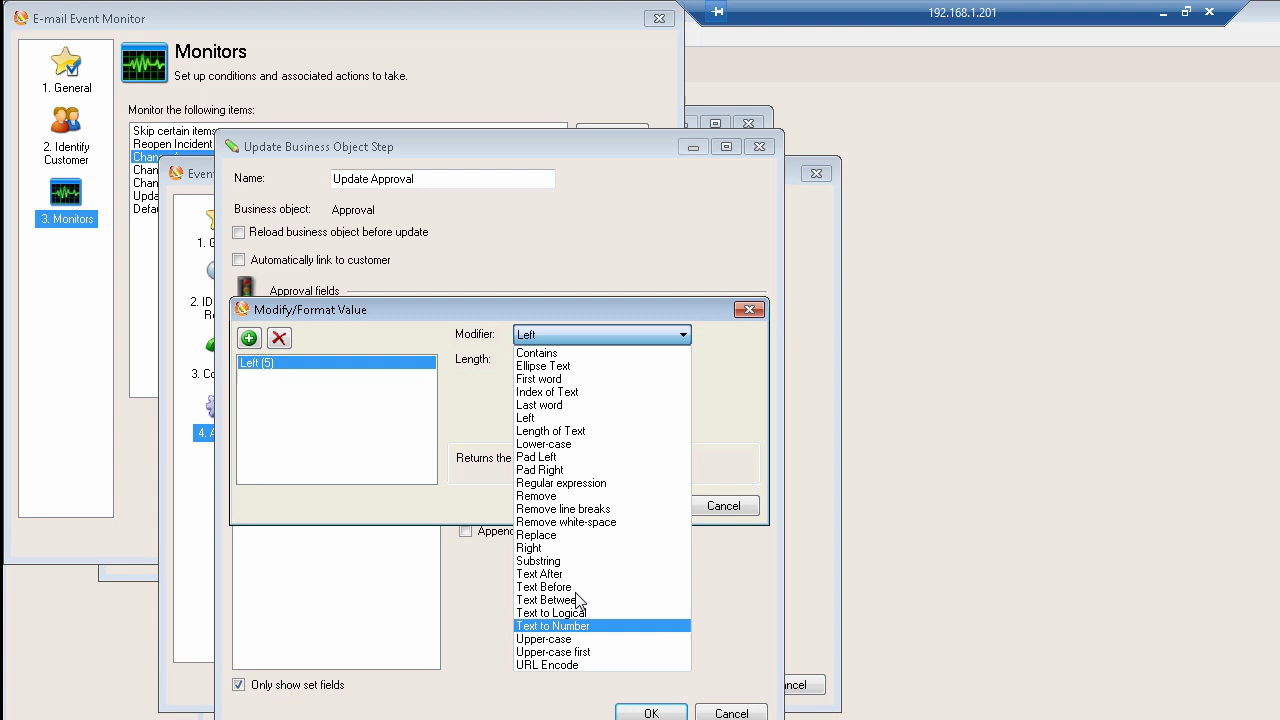 E-mail Event Monitor
192.168.1.201
Monitors
Set up conditions and associated actions to take.
1. General
Monitor the following items:
Skip certain items
Reopen Incident
2. Identify
Customer
3. Monitors
Update Business Object Step
Name: Update Approval
Business object: Approval
Reload business object before update
Automatically link to customer
Approval fields
Modify/Format Value
Modifier: Left
Length:
Left (5)
Contains
Ellipse Text
First word
Index of Text
Last word
Left
Length of Text
Lower-case
Pad Left
Pad Right
Regular expression
Remove
Remove line breaks
Remove white-space
Replace
Right
Substring
Text After
Text Before
Text Between
Text to Logical
Text to Number
Upper-case
Upper-case first
URL Encode
Returns the
Cancel
Only show set fields
OK Cancel